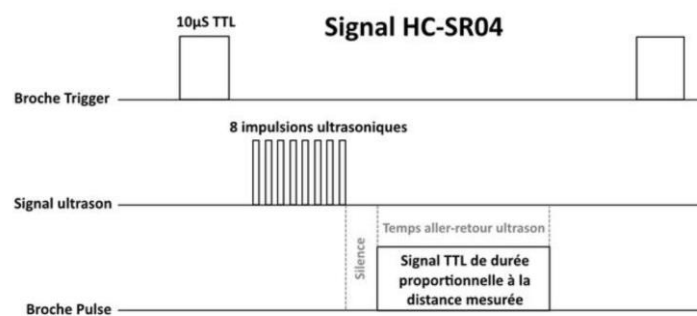 10µS TTL
Signal HC-SR04
Broche Trigger
8 impulsions ultrasoniques
Signal ultrason
Silence
Temps aller-retour ultrason
Signal TTL de durée
proportionnelle à la
distance mesurée
Broche Pulse